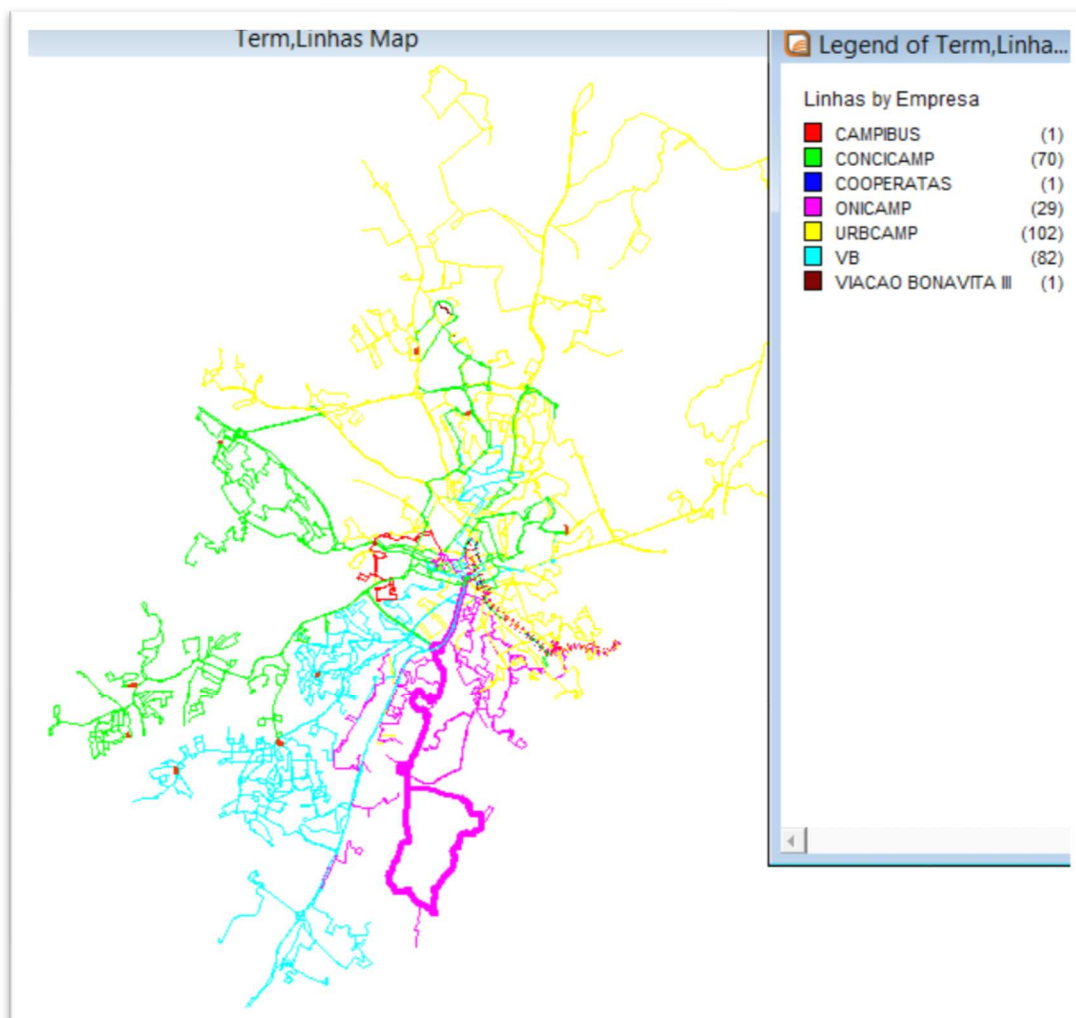 Term,Linhas Map
Legend of Term,Linha...
Linhas by Empresa
CAMPIBUS (1)
CONCICAMP (70)
COOPERATAS (1)
ONICAMP (29)
URBCAMP (102)
VB (82)
VIACAO BONAVITA III (1)